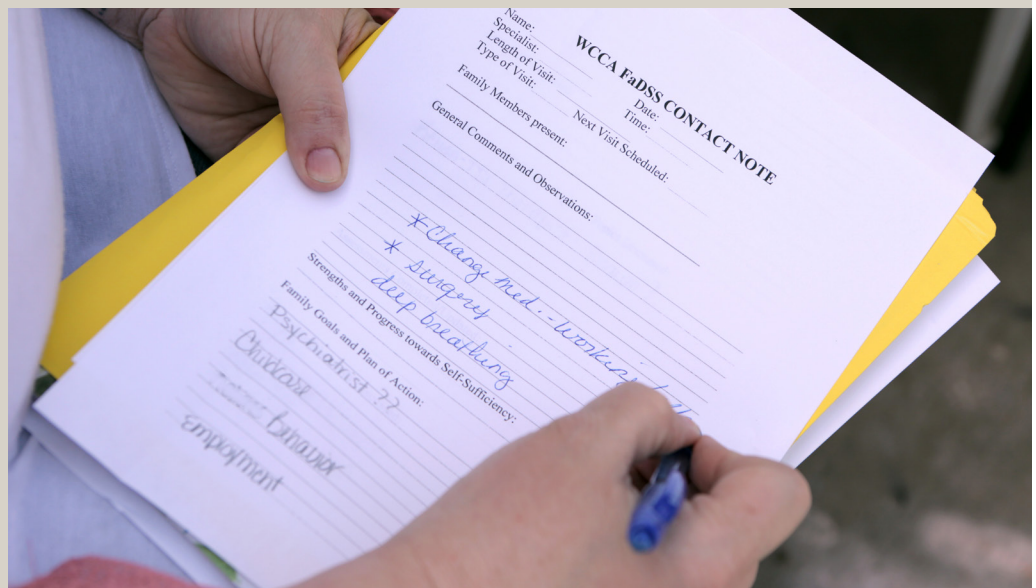 WCCA FaDSS CONTACT NOTE
Name:
Date:
Specialist:
Time:
Length of Visit:
Type of Visit:
Next Visit Scheduled:
Family Members present:
General Comments and Observations:
* Change med. - working
* surgery
deep breathing
Strengths and Progress towards Self-Sufficiency:
Family Goals and Plan of Action:
Psychiatrist ??
Childcare
Behavior
Employment